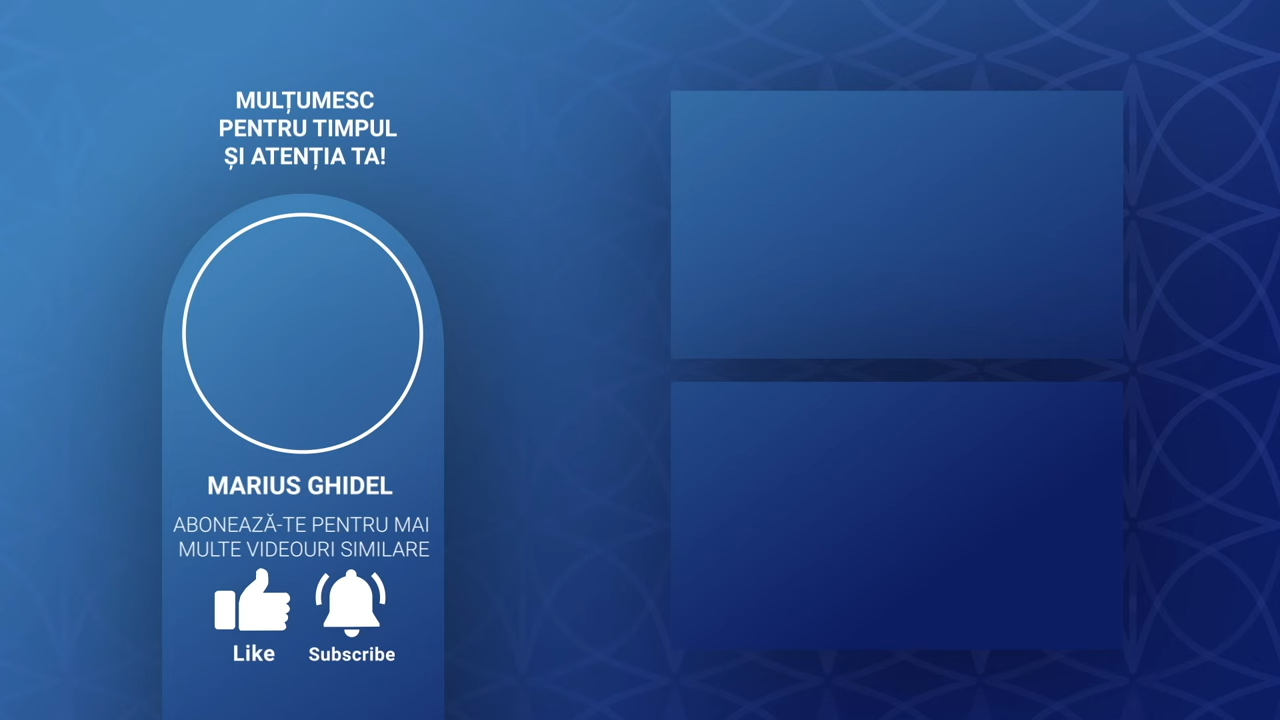 MULȚUMESC
PENTRU TIMPUL
ȘI ATENȚIA TA!
MARIUS GHIDEL
ABONEAZĂ-TE PENTRU MAI
MULTE VIDEOURI SIMILARE
Like
Subscribe